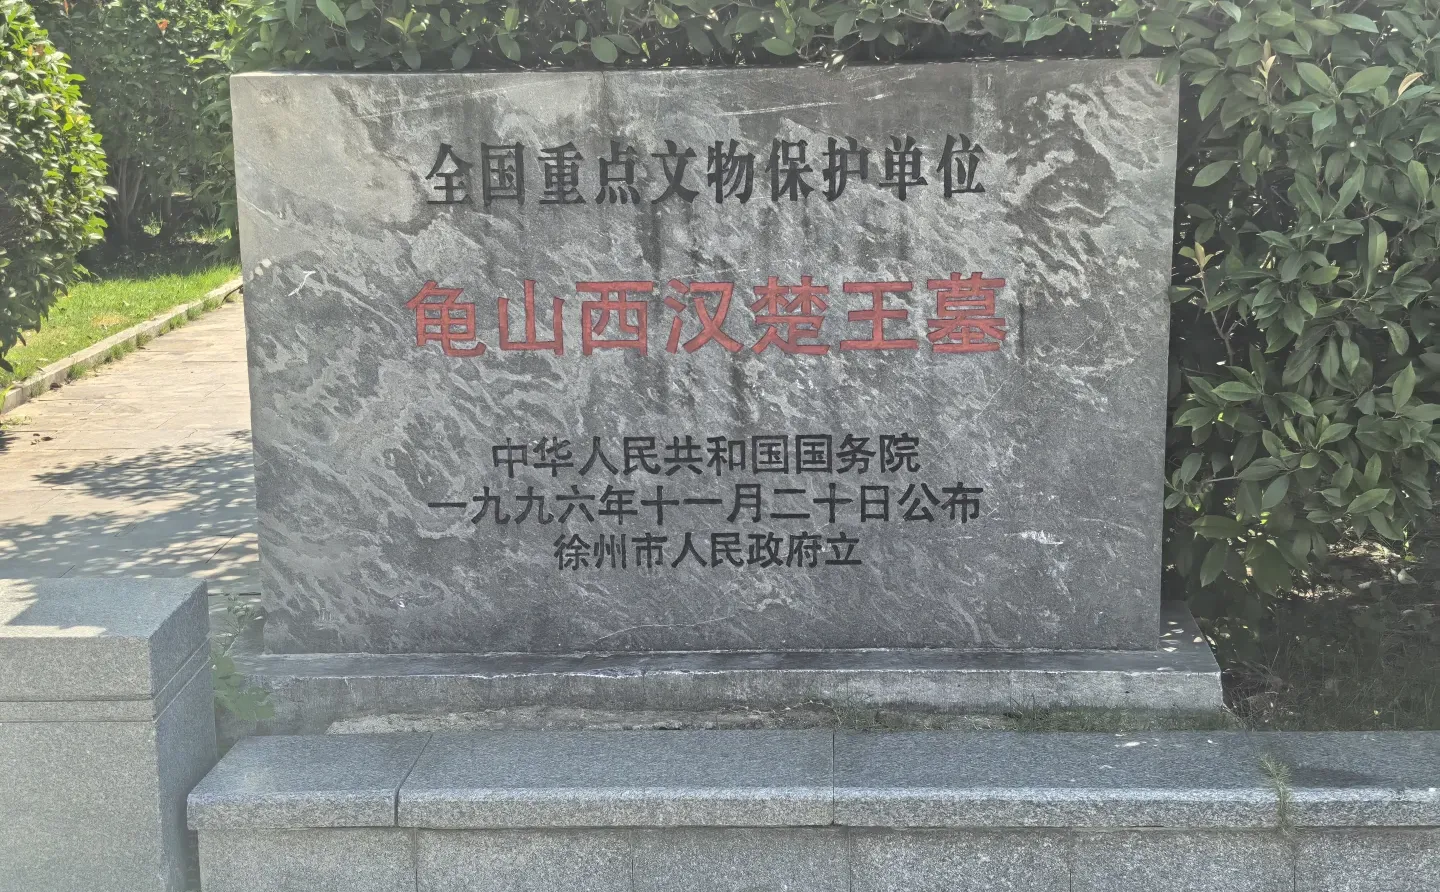 全国重点文物保护单位
龟山西汉楚王墓
中华人民共和国国务院
一九九六年十一月二十日公布
徐州市人民政府立